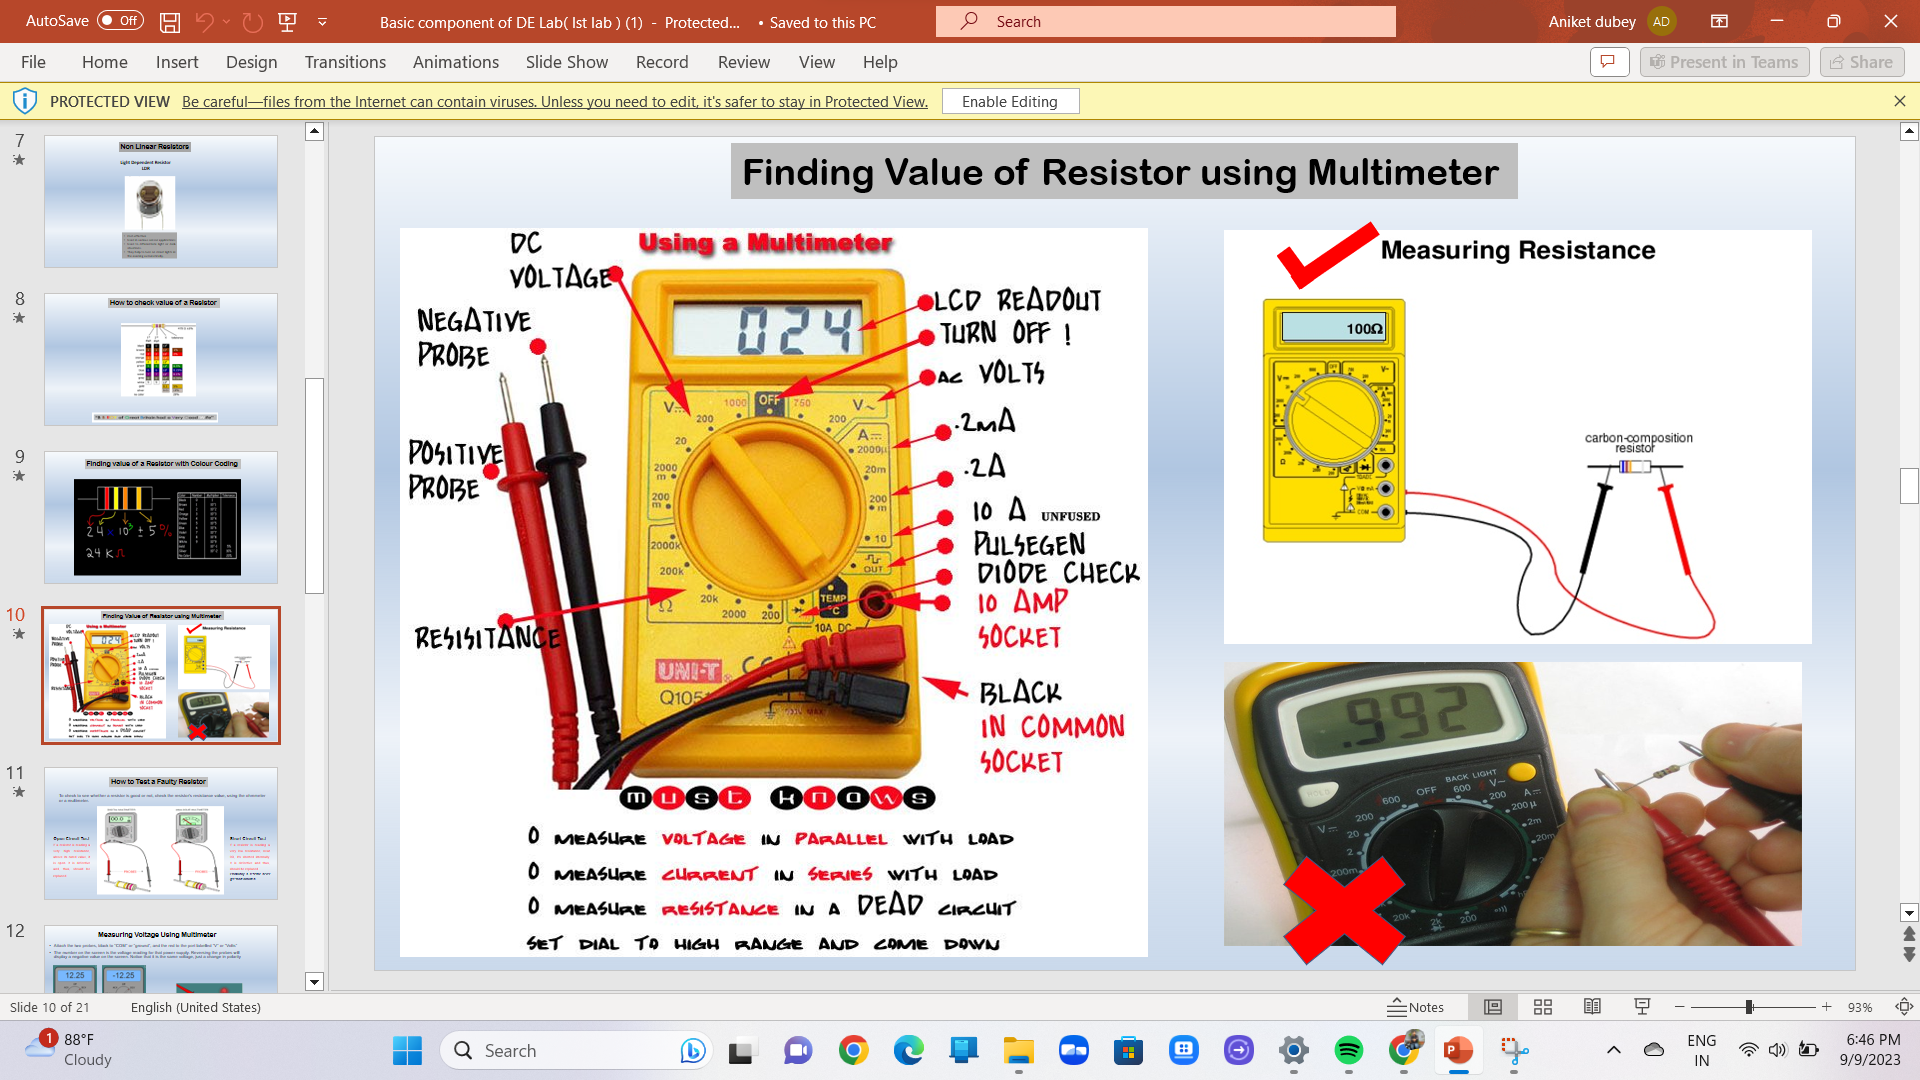 AutoSave Off
Basic component of DE Lab( Ist lab ) (1) - Protected... • Saved to this PC
Search
Aniket dubey AD
File Home Insert Design Transitions Animations Slide Show Record Review View Help
Present in Teams Share
PROTECTED VIEW Be careful—files from the Internet can contain viruses. Unless you need to edit, it's safer to stay in Protected View. Enable Editing
7
Non Linear Resistors
Light Dependent Resistor
LDR
8
How to check value of a Resistor
9
Finding value of a Resistor with Colour Coding
24 x 10³ ± 5 %
24 K Ω
10
Finding Value of Resistor using Multimeter
11
How to Test a Faulty Resistor
12
Measuring Voltage Using Multimeter
12.25 -12.25
Finding Value of Resistor using Multimeter
Using a Multimeter
DC
VOLTAGE
NEGATIVE
PROBE
POSITIVE
PROBE
RESISITANCE
024
LCD READOUT
TURN OFF !
AC VOLTS
.2mA
.2A
10 A UNFUSED
PULSEGEN
DIODE CHECK
10 AMP
SOCKET
BLACK
IN COMMON
SOCKET
OFF
V 200 1000 750 V~
200
20 A
2000µ
2000 m 20m
200 m 200 m
2000k 10
200k OUT
20k 2000 200 TEMP °C
Ω
10A DC
UNI-T
Q105
500V MAX
must knows
0 MEASURE VOLTAGE IN PARALLEL WITH LOAD
0 MEASURE CURRENT IN SERIES WITH LOAD
0 MEASURE RESISTANCE IN A DEAD CIRCUIT
SET DIAL TO HIGH RANGE AND COME DOWN
Measuring Resistance
100Ω
COM
carbon-composition
resistor
.992
BACK LIGHT
HOLD
600 OFF 600 V
200 200
V 20 2 A 200µ
2m
20m
200m
20k 2k 200
Slide 10 of 21 English (United States)
Notes 93%
1 88°F
Cloudy
Search
ENG
IN
6:46 PM
9/9/2023